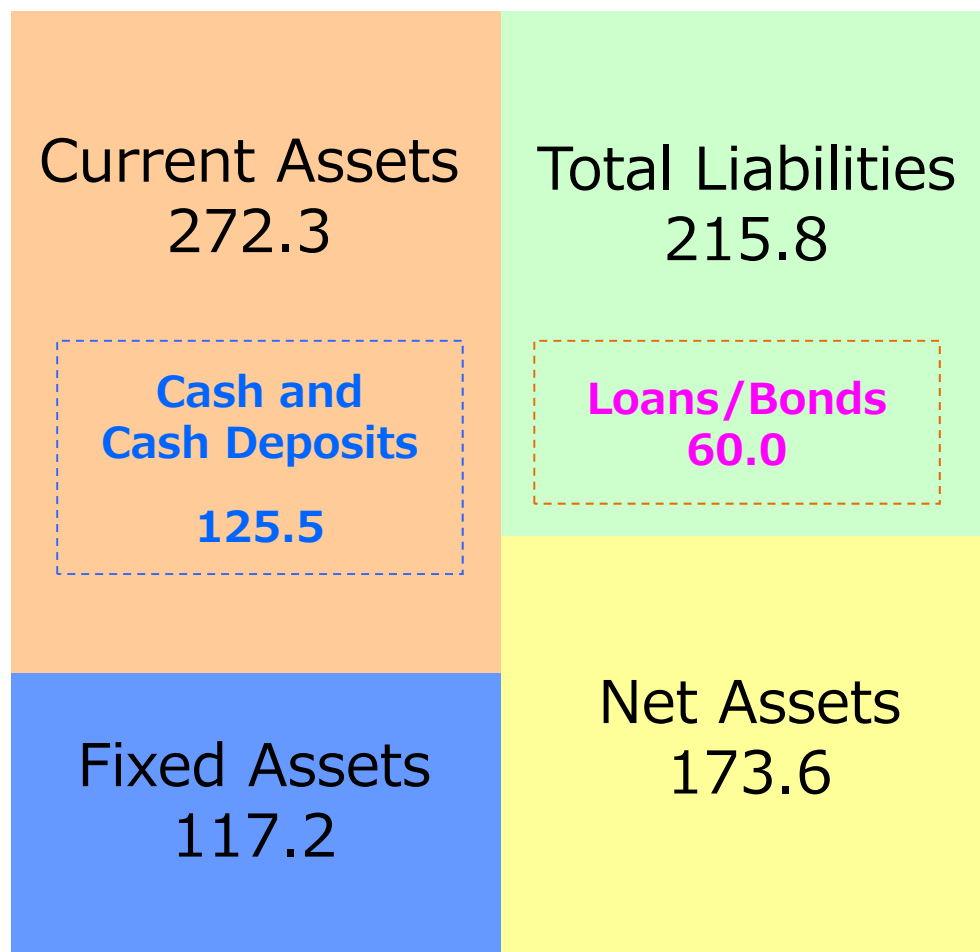 Current Assets
272.3
Cash and
Cash Deposits
125.5
Fixed Assets
117.2
Total Liabilities
215.8
Loans/Bonds
60.0
Net Assets
173.6